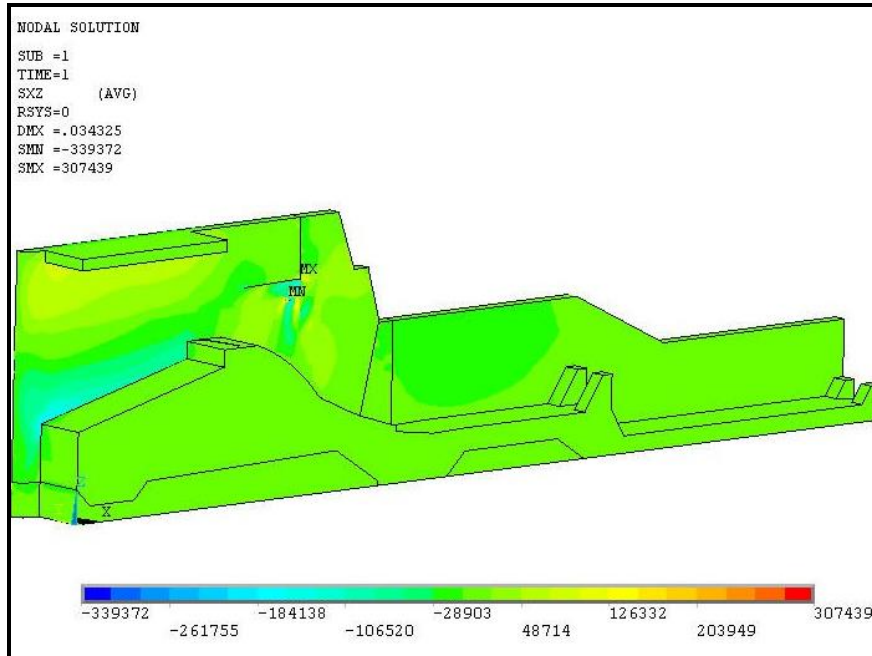 NODAL SOLUTION
SUB =1
TIME=1
SXZ (AVG)
RSYS=0
DMX =.034325
SMN =-339372
SMX =307439
MX
MN
Z
X
-339372 -184138 -28903 126332 307439
-261755 -106520 48714 203949